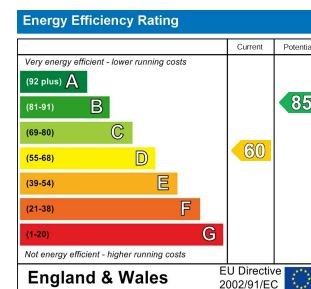 Energy Efficiency Rating
Current Potentia
Very energy efficient - lower running costs
(92 plus) A
(81-91) B
85
(69-80) C
(55-68) D
60
(39-54) E
(21-38) F
(1-20) G
Not energy efficient - higher running costs
England & Wales
EU Directive
2002/91/EC